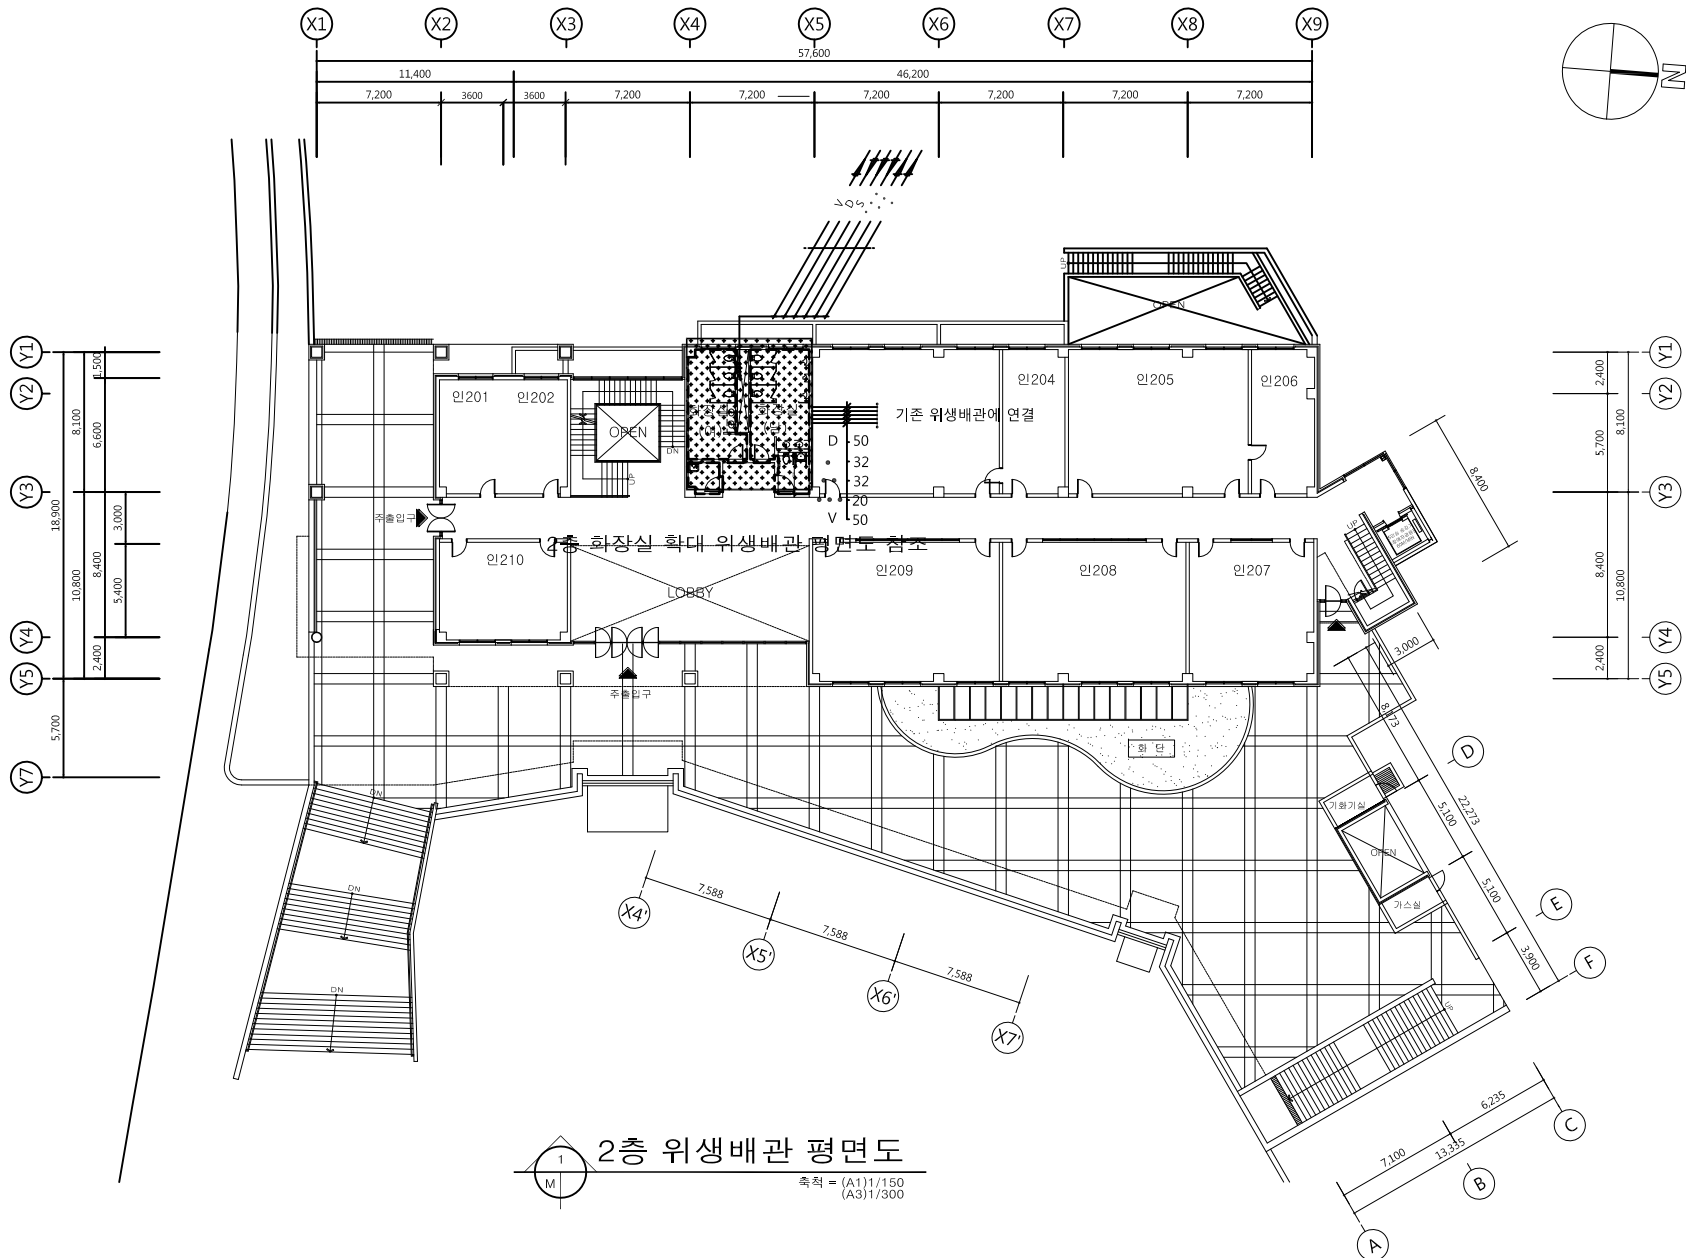 X1 X2 X3 X4 X5 X6 X7 X8 X9
57,600
11,400 46,200
7,200 3600 3600 7,200 7,200 7,200 7,200 7,200 7,200
N
V D S
UP
OPEN
Y1 Y2 Y3 Y4 Y5 Y7
1,500
8,100 6,600
18,900 3,000
10,800 8,400 5,400
2,400
5,700
Y1 Y2 Y3 Y4 Y5
2,400
5,700 8,100
8,400 10,800
2,400
인201 인202 인204 인205 인206
OPEN
DN
UP
기존 위생배관에 연결
D 50
32
32
20
V 50
주출입구
2층 화장실 확대 위생배관 평면도 참조
인210 인209 인208 인207
LOBBY
주출입구
UP
8,400
3,000
8,173
화 단
D
기화기실
OPEN
가스실
5,100
22,273
5,100
3,900
E
F
DN
DN
DN
7,588
7,588
7,588
X4'
X5'
X6'
X7'
UP
6,235
7,100
13,335
A
B
C
1
M
2층 위생배관 평면도
축척 = (A1)1/150
(A3)1/300